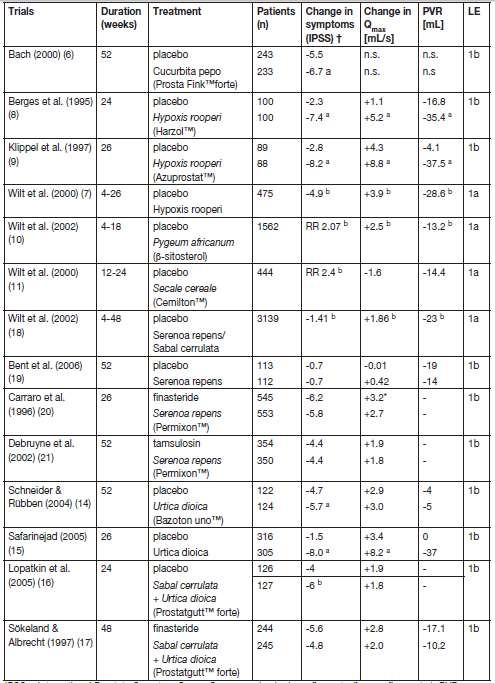 Trials Duration (weeks) Treatment Patients (n) Change in symptoms (IPSS) † Change in Qmax [mL/s] PVR [mL] LE
Bach (2000) (6) 52 placebo 243 -5.5 n.s. n.s. 1b
Cucurbita pepo (Prosta Fink™forte) 233 -6.7 a n.s. n.s
Berges et al. (1995) (8) 24 placebo 100 -2.3 +1.1 -16.8 1b
Hypoxis rooperi (Harzol™) 100 -7.4 a +5.2 a -35.4 a
Klippel et al. (1997) (9) 26 placebo 89 -2.8 +4.3 -4.1 1b
Hypoxis rooperi (Azuprostat™) 88 -8.2 a +8.8 a -37.5 a
Wilt et al. (2000) (7) 4-26 placebo 475 -4.9 b +3.9 b -28.6 b 1a
Hypoxis rooperi
Wilt et al. (2002) (10) 4-18 placebo 1562 RR 2.07 b +2.5 b -13.2 b 1a
Pygeum africanum (β-sitosterol)
Wilt et al. (2000) (11) 12-24 placebo 444 RR 2.4 b -1.6 -14.4 1a
Secale cereale (Cernilton™)
Wilt et al. (2002) (18) 4-48 placebo 3139 -1.41 b +1.86 b -23 b 1a
Serenoa repens/ Sabal cerrulata
Bent et al. (2006) (19) 52 placebo 113 -0.7 -0.01 -19 1b
Serenoa repens 112 -0.7 +0.42 -14
Carraro et al. (1996) (20) 26 finasteride 545 -6.2 +3.2* - 1b
Serenoa repens (Permixon™) 553 -5.8 +2.7 -
Debruyne et al. (2002) (21) 52 tamsulosin 354 -4.4 +1.9 - 1b
Serenoa repens (Permixon™) 350 -4.4 +1.8 -
Schneider & Rübben (2004) (14) 52 placebo 122 -4.7 +2.9 -4 1b
Urtica dioica (Bazoton uno™) 124 -5.7 a +3.0 -5
Safarinejad (2005) (15) 26 placebo 316 -1.5 +3.4 0 1b
Urtica dioica 305 -8.0 a +8.2 a -37
Lopatkin et al. (2005) (16) 24 placebo 126 -4 +1.9 - 1b
Sabal cerrulata + Urtica dioica (Prostatgutt™ forte) 127 -6 b +1.8 -
Sökeland & Albrecht (1997) (17) 48 finasteride 244 -5.6 +2.8 -17.1 1b
Sabal cerrulata + Urtica dioica (Prostatgutt™ forte) 245 -4.8 +2.0 -10.2